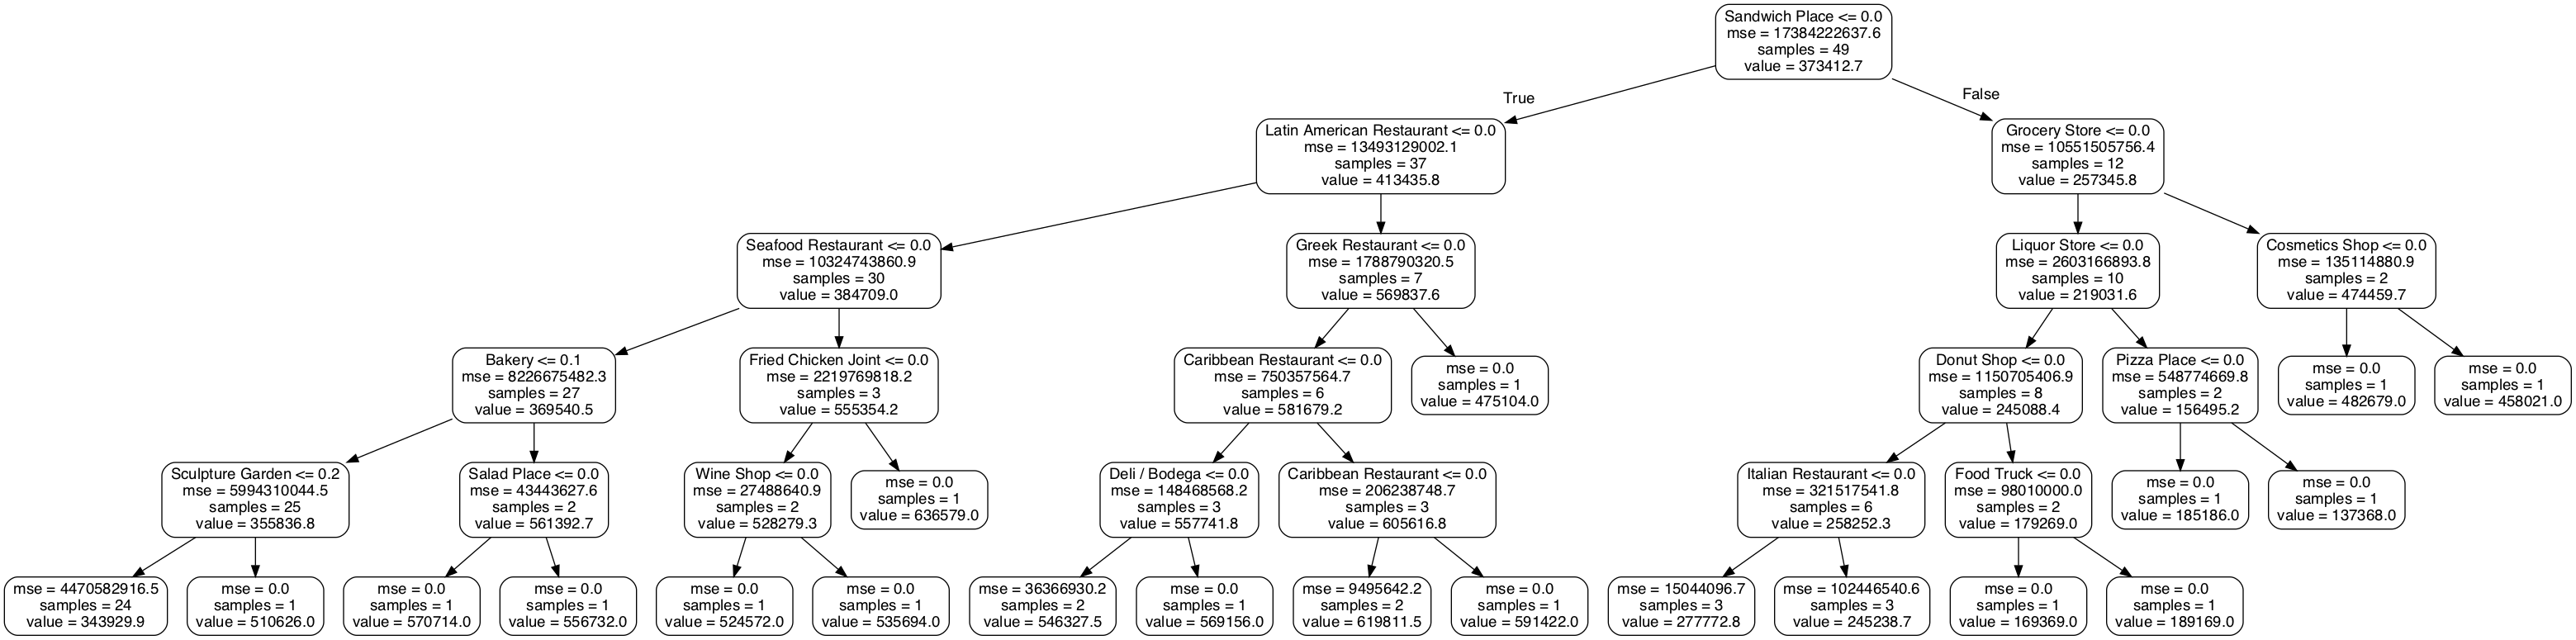 Sandwich Place <= 0.0
mse = 17384222637.6
samples = 49
value = 373412.7
True
False
Latin American Restaurant <= 0.0
mse = 13493129002.1
samples = 37
value = 413435.8
Grocery Store <= 0.0
mse = 10551505756.4
samples = 12
value = 257345.8
Seafood Restaurant <= 0.0
mse = 10324743860.9
samples = 30
value = 384709.0
Greek Restaurant <= 0.0
mse = 1788790320.5
samples = 7
value = 569837.6
Liquor Store <= 0.0
mse = 2603166893.8
samples = 10
value = 219031.6
Cosmetics Shop <= 0.0
mse = 135114880.9
samples = 2
value = 474459.7
Bakery <= 0.1
mse = 8226675482.3
samples = 27
value = 369540.5
Fried Chicken Joint <= 0.0
mse = 2219769818.2
samples = 3
value = 555354.2
Caribbean Restaurant <= 0.0
mse = 750357564.7
samples = 6
value = 581679.2
mse = 0.0
samples = 1
value = 475104.0
Donut Shop <= 0.0
mse = 1150705406.9
samples = 8
value = 245088.4
Pizza Place <= 0.0
mse = 548774669.8
samples = 2
value = 156495.2
mse = 0.0
samples = 1
value = 482679.0
mse = 0.0
samples = 1
value = 458021.0
Sculpture Garden <= 0.2
mse = 5994310044.5
samples = 25
value = 355836.8
Salad Place <= 0.0
mse = 43443627.6
samples = 2
value = 561392.7
Wine Shop <= 0.0
mse = 27488640.9
samples = 2
value = 528279.3
mse = 0.0
samples = 1
value = 636579.0
Deli / Bodega <= 0.0
mse = 148468568.2
samples = 3
value = 557741.8
Caribbean Restaurant <= 0.0
mse = 206238748.7
samples = 3
value = 605616.8
Italian Restaurant <= 0.0
mse = 321517541.8
samples = 6
value = 258252.3
Food Truck <= 0.0
mse = 98010000.0
samples = 2
value = 179269.0
mse = 0.0
samples = 1
value = 185186.0
mse = 0.0
samples = 1
value = 137368.0
mse = 4470582916.5
samples = 24
value = 343929.9
mse = 0.0
samples = 1
value = 510626.0
mse = 0.0
samples = 1
value = 570714.0
mse = 0.0
samples = 1
value = 556732.0
mse = 0.0
samples = 1
value = 524572.0
mse = 0.0
samples = 1
value = 535694.0
mse = 36366930.2
samples = 2
value = 546327.5
mse = 0.0
samples = 1
value = 569156.0
mse = 9495642.2
samples = 2
value = 619811.5
mse = 0.0
samples = 1
value = 591422.0
mse = 15044096.7
samples = 3
value = 277772.8
mse = 102446540.6
samples = 3
value = 245238.7
mse = 0.0
samples = 1
value = 169369.0
mse = 0.0
samples = 1
value = 189169.0